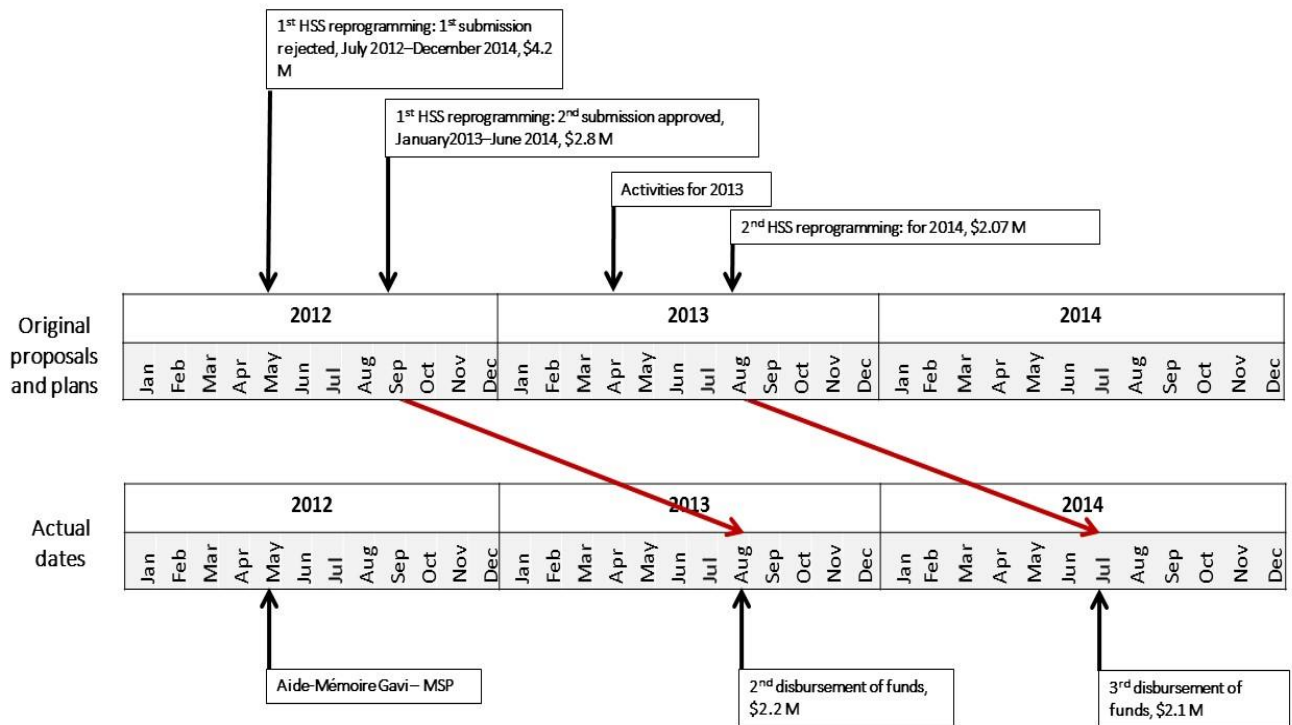 1st HSS reprogramming: 1st submission
rejected, July 2012–December 2014, $4.2
M
1st HSS reprogramming: 2nd submission approved,
January2013–June 2014, $2.8 M
Activities for 2013
2nd HSS reprogramming: for 2014, $2.07 M
Original
proposals
and plans
2012 2013 2014
Jan Feb Mar Apr May Jun Jul Aug Sep Oct Nov Dec Jan Feb Mar Apr May Jun Jul Aug Sep Oct Nov Dec Jan Feb Mar Apr May Jun Jul Aug Sep Oct Nov Dec
Actual
dates
2012 2013 2014
Jan Feb Mar Apr May Jun Jul Aug Sep Oct Nov Dec Jan Feb Mar Apr May Jun Jul Aug Sep Oct Nov Dec Jan Feb Mar Apr May Jun Jul Aug Sep Oct Nov Dec
Aide-Mémoire Gavi – MSP
2nd disbursement of funds,
$2.2 M
3rd disbursement of
funds, $2.1 M